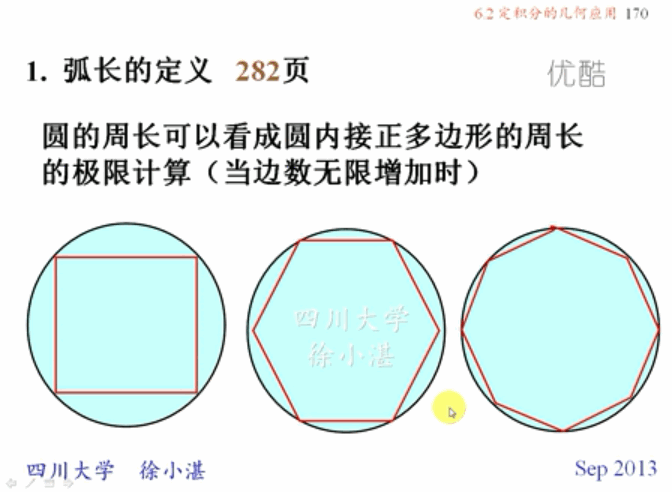 6.2 定积分的几何应用 170
1. 弧长的定义 282页
优酷
圆的周长可以看成圆内接正多边形的周长
的极限计算（当边数无限增加时）
四川大学
徐小湛
四川大学 徐小湛
Sep 2013